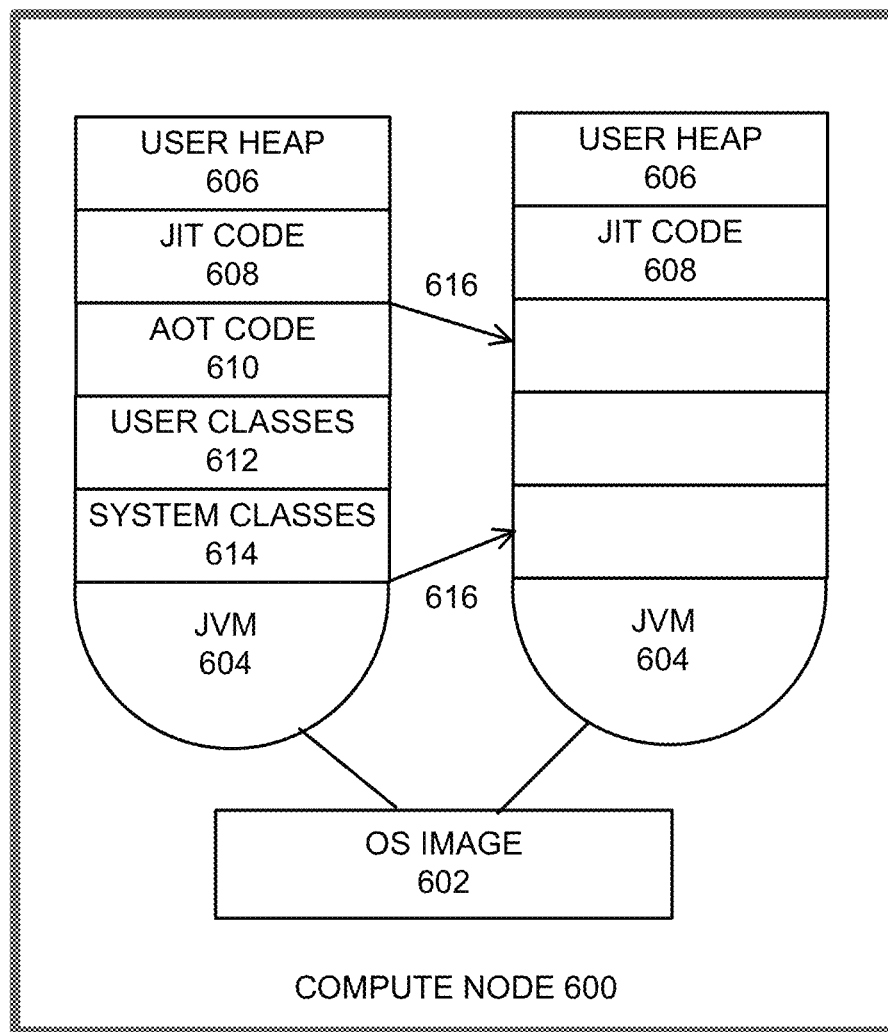 USER HEAP
606
JIT CODE
608
AOT CODE
610
USER CLASSES
612
SYSTEM CLASSES
614
JVM
604
616
616
USER HEAP
606
JIT CODE
608
JVM
604
OS IMAGE
602
COMPUTE NODE 600